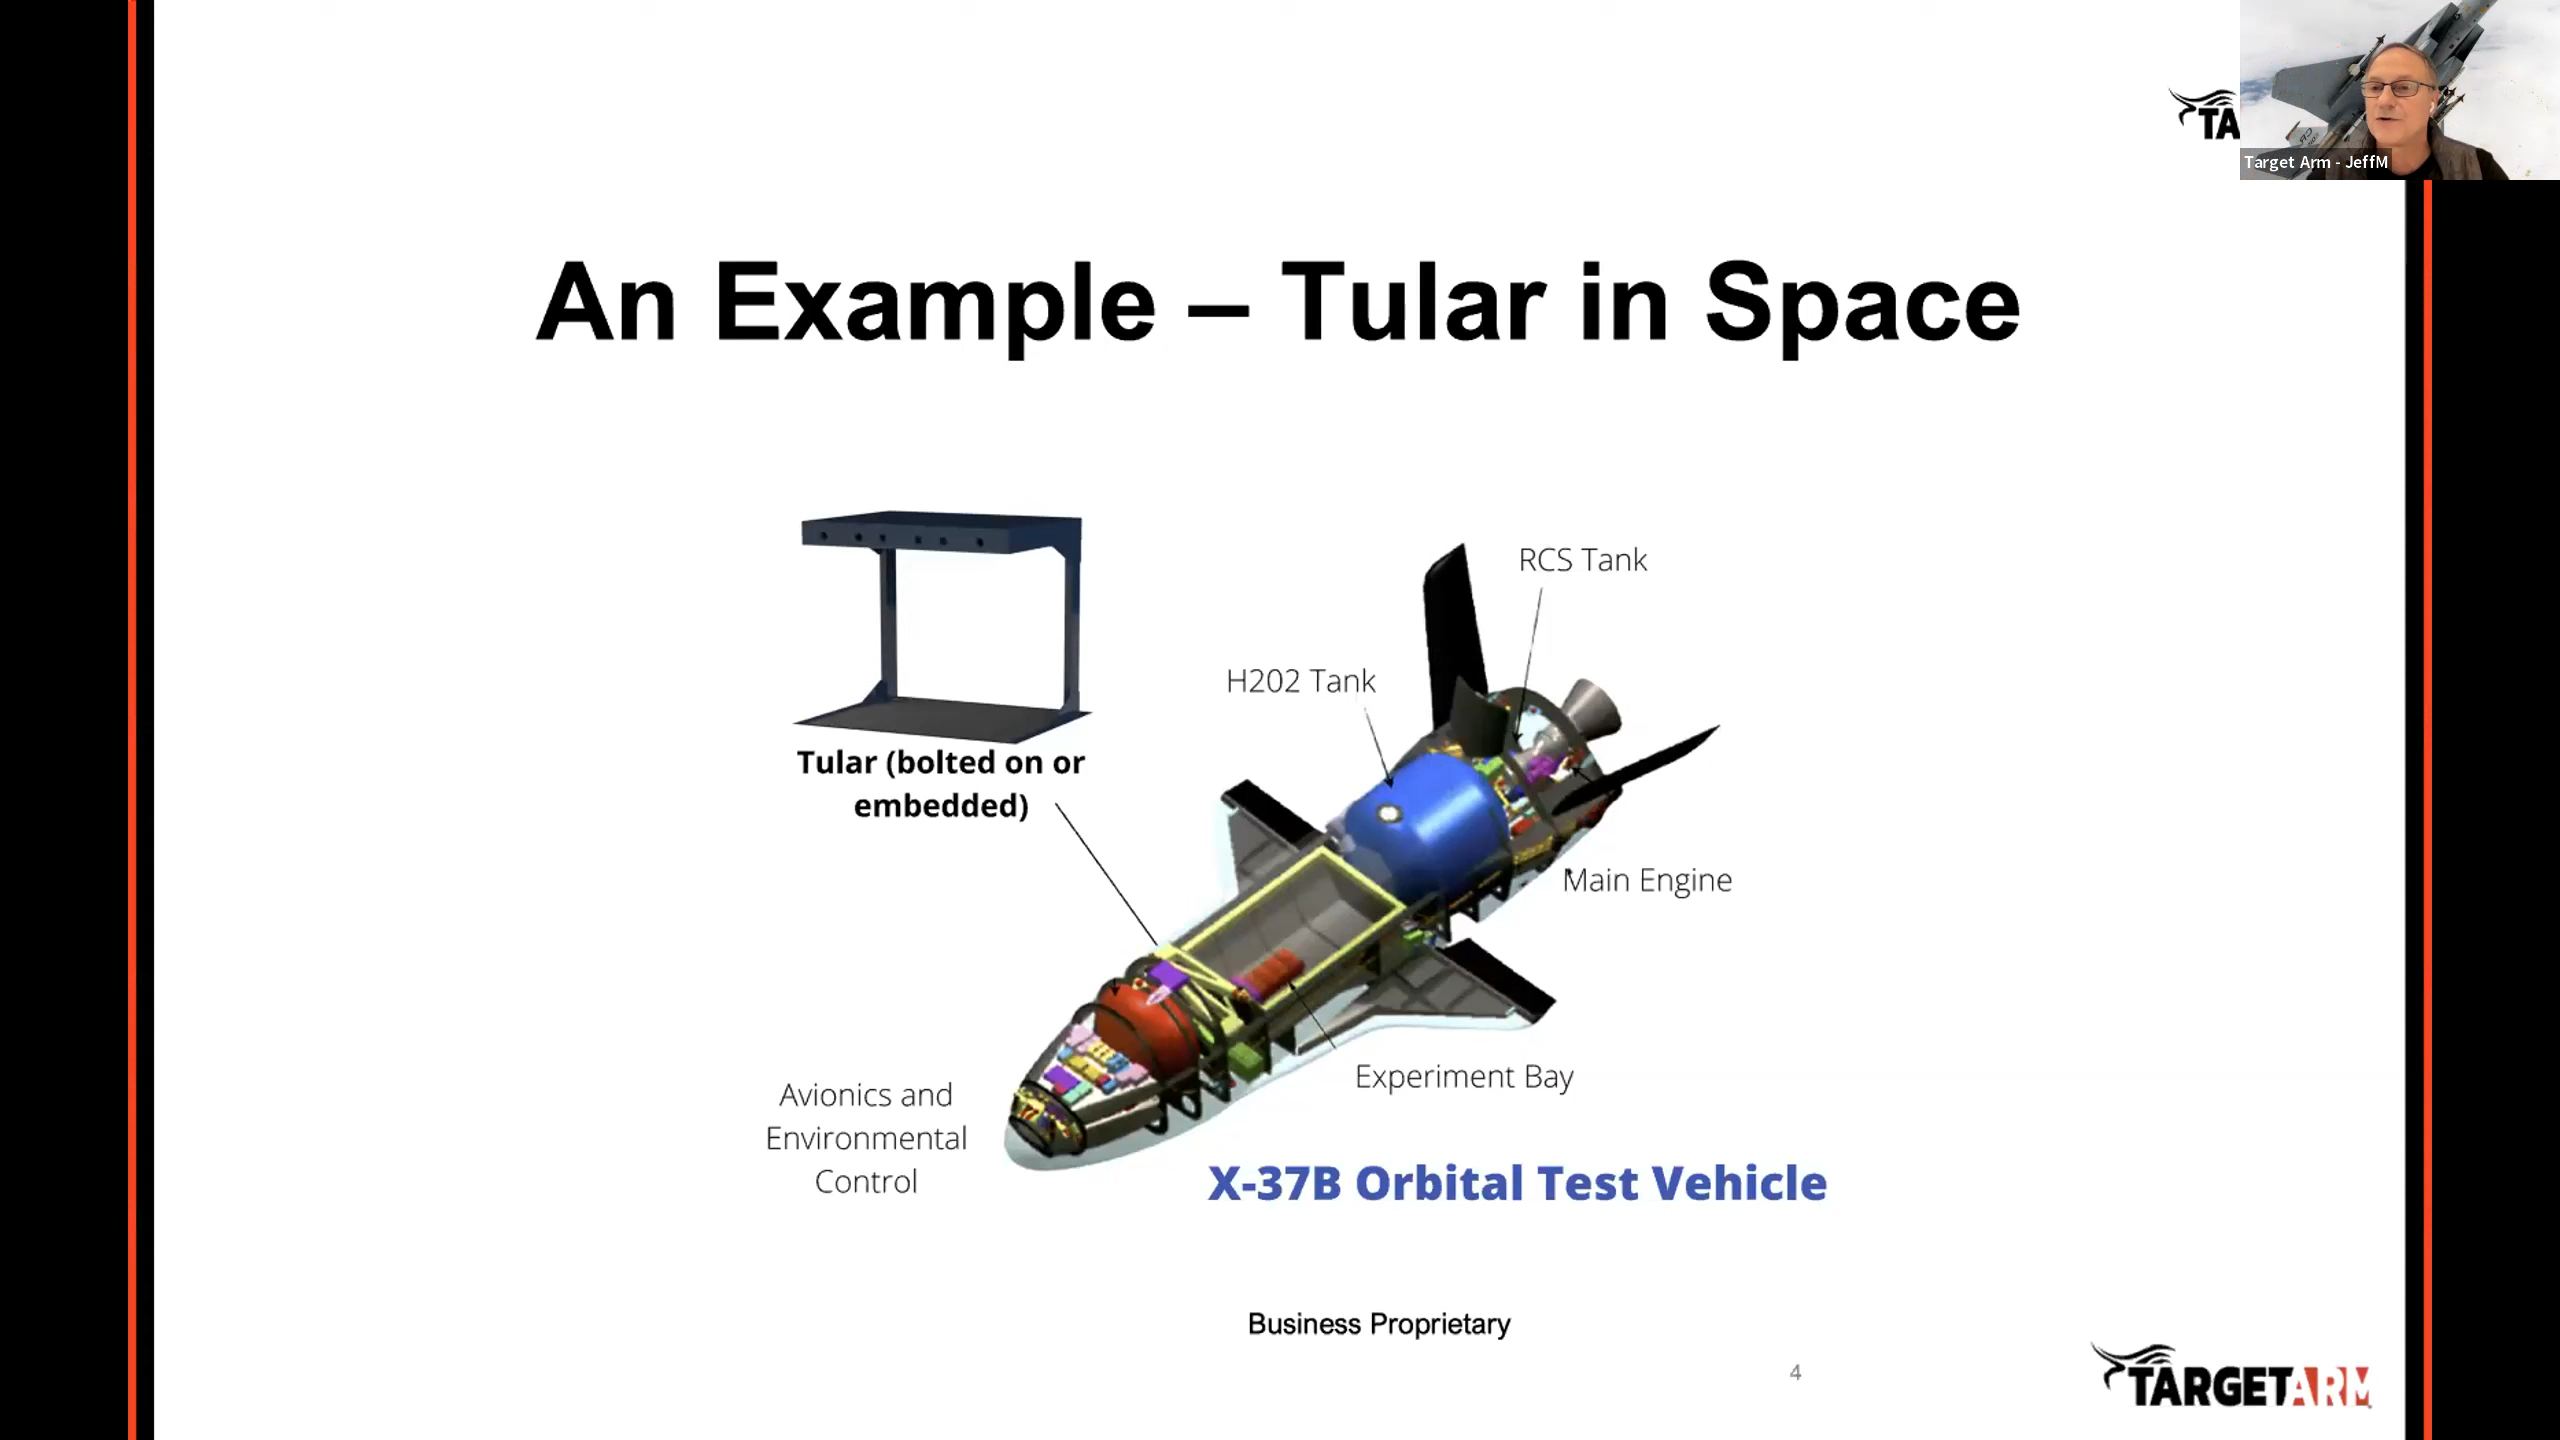 TA
Target Arm - JeffM
An Example – Tular in Space
RCS Tank
H202 Tank
Tular (bolted on or
embedded)
Main Engine
Experiment Bay
Avionics and
Environmental
Control
X-37B Orbital Test Vehicle
Business Proprietary
4
TARGETARM